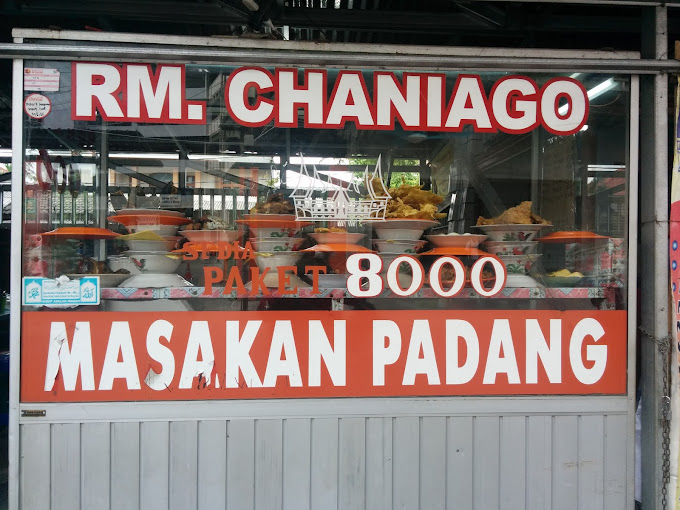 RM. CHANIAGO
SEDIA
PAKET 8000
MASAKAN PADANG